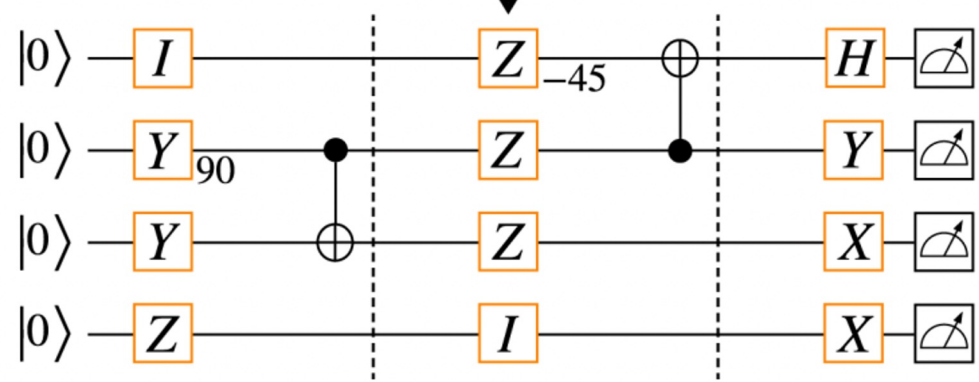 |0⟩ I Z −45 H
|0⟩ Y 90 Z Y
|0⟩ Y Z X
|0⟩ Z I X